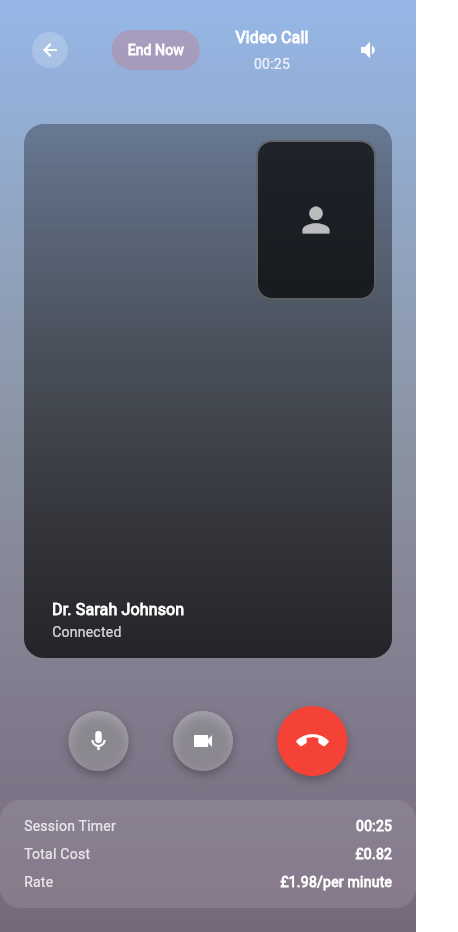 End Now
Video Call
00:25
Dr. Sarah Johnson
Connected
Session Timer 00:25
Total Cost £0.82
Rate £1.98/per minute